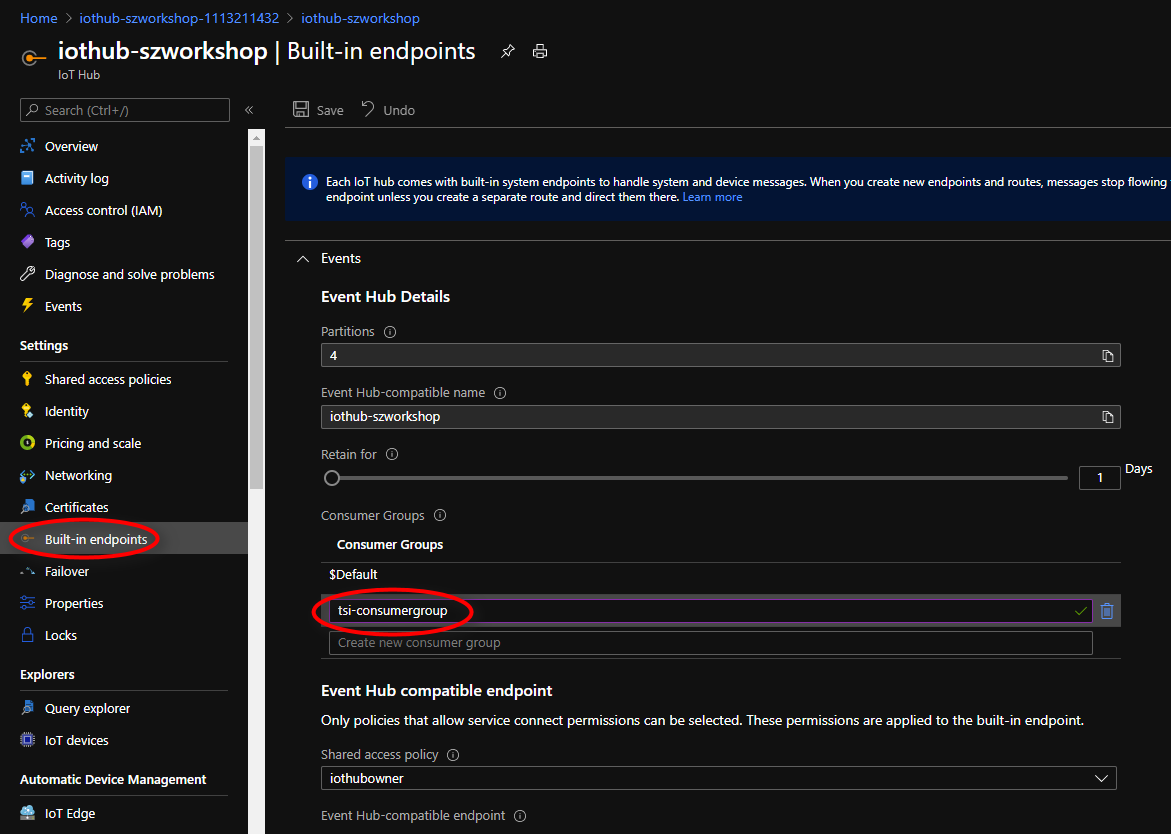 Home > iothub-szworkshop-1113211432 > iothub-szworkshop
iothub-szworkshop | Built-in endpoints
IoT Hub
Search (Ctrl+/)
«
Save
Undo
Overview
Activity log
Access control (IAM)
Tags
Diagnose and solve problems
Events
Settings
Shared access policies
Identity
Pricing and scale
Networking
Certificates
Built-in endpoints
Failover
Properties
Locks
Explorers
Query explorer
IoT devices
Automatic Device Management
IoT Edge
Each IoT hub comes with built-in system endpoints to handle system and device messages. When you create new endpoints and routes, messages stop flowing
endpoint unless you create a separate route and direct them there. Learn more
Events
Event Hub Details
Partitions
4
Event Hub-compatible name
iothub-szworkshop
Retain for
1 Days
Consumer Groups
Consumer Groups
$Default
tsi-consumergroup
Create new consumer group
Event Hub compatible endpoint
Only policies that allow service connect permissions can be selected. These permissions are applied to the built-in endpoint.
Shared access policy
iothubowner
Event Hub-compatible endpoint